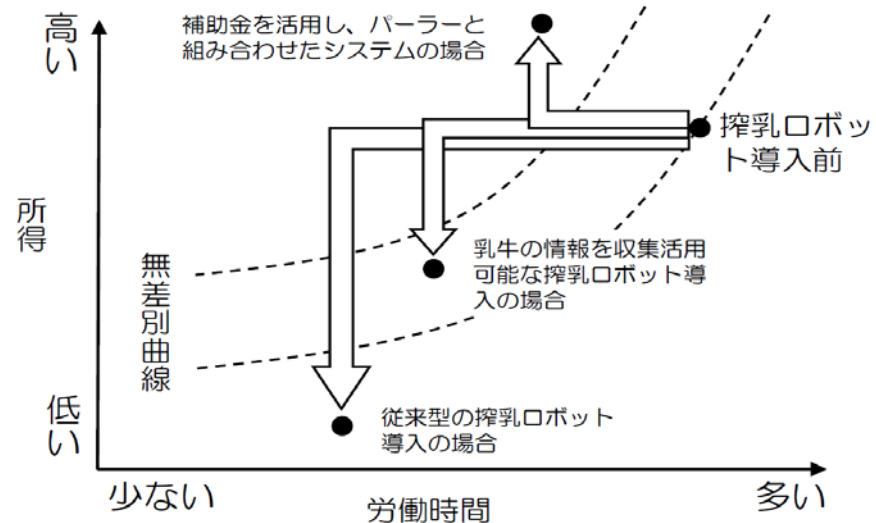 高い
補助金を活用し、パーラーと
組み合わせたシステムの場合
搾乳ロボッ
ト導入前
所得
乳牛の情報を収集活用
可能な搾乳ロボット導
入の場合
無差別曲線
従来型の搾乳ロボット
導入の場合
低い
少ない
労働時間
多い